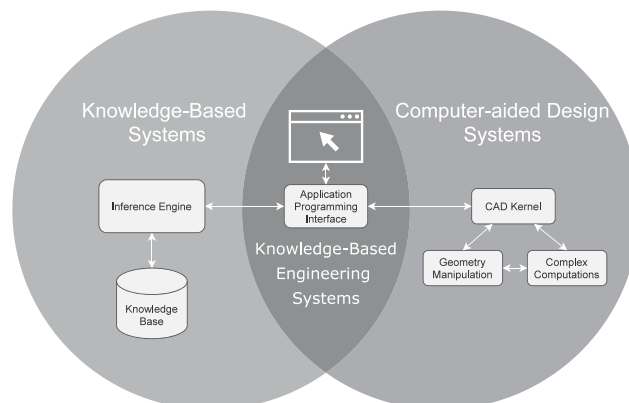 Knowledge-Based
Systems
Computer-aided Design
Systems
Inference Engine
Application
Programming
Interface
CAD Kernel
Knowledge-Based
Engineering
Systems
Geometry
Manipulation
Complex
Computations
Knowledge
Base